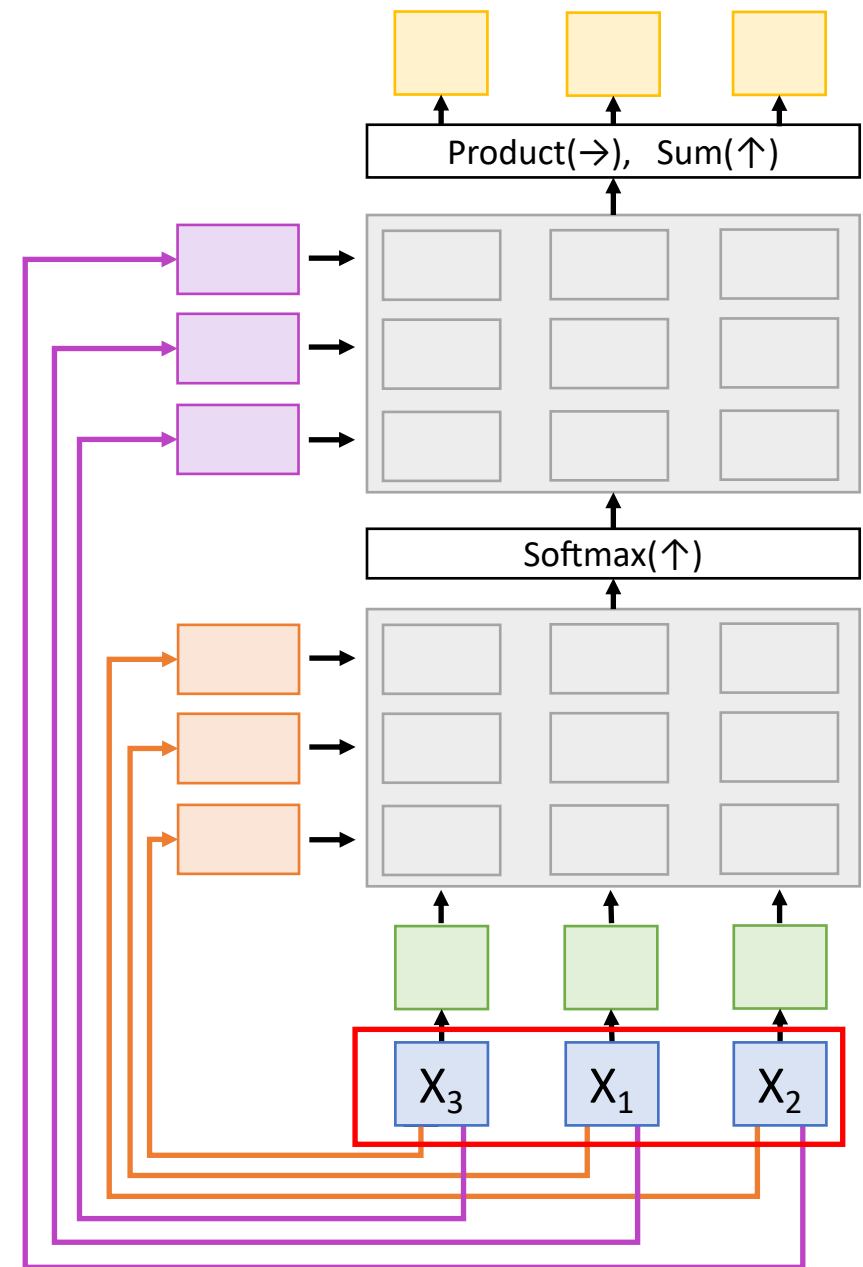 Product(→),  Sum(↑)
Softmax(↑)
X₃ X₁ X₂